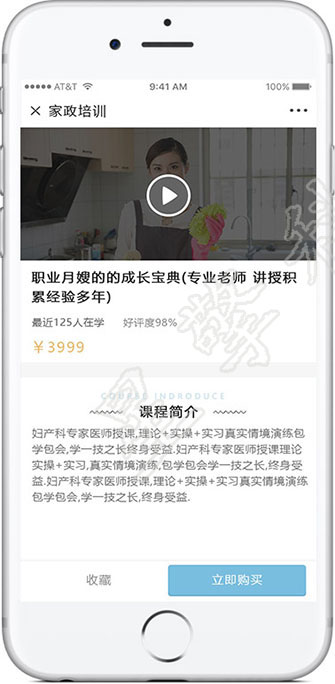 AT&T 9:41 AM 100%
× 家政培训 •••
职业月嫂的的成长宝典(专业老师 讲授积
累经验多年)
最近125人在学 好评度98%
￥3999
COURSE INDRODUCE
课程简介
妇产科专家医师授课,理论+实操+实习真实情境演练包
学包会,学一技之长终身受益.妇产科专家医师授课理论
实操+实习,真实情境演练,包学包会学一技之长,终身受
益.妇产科专家医师授课,理论+实操+实习真实情境演练
包学包会,学一技之长,终身受益.
收藏 立即购买